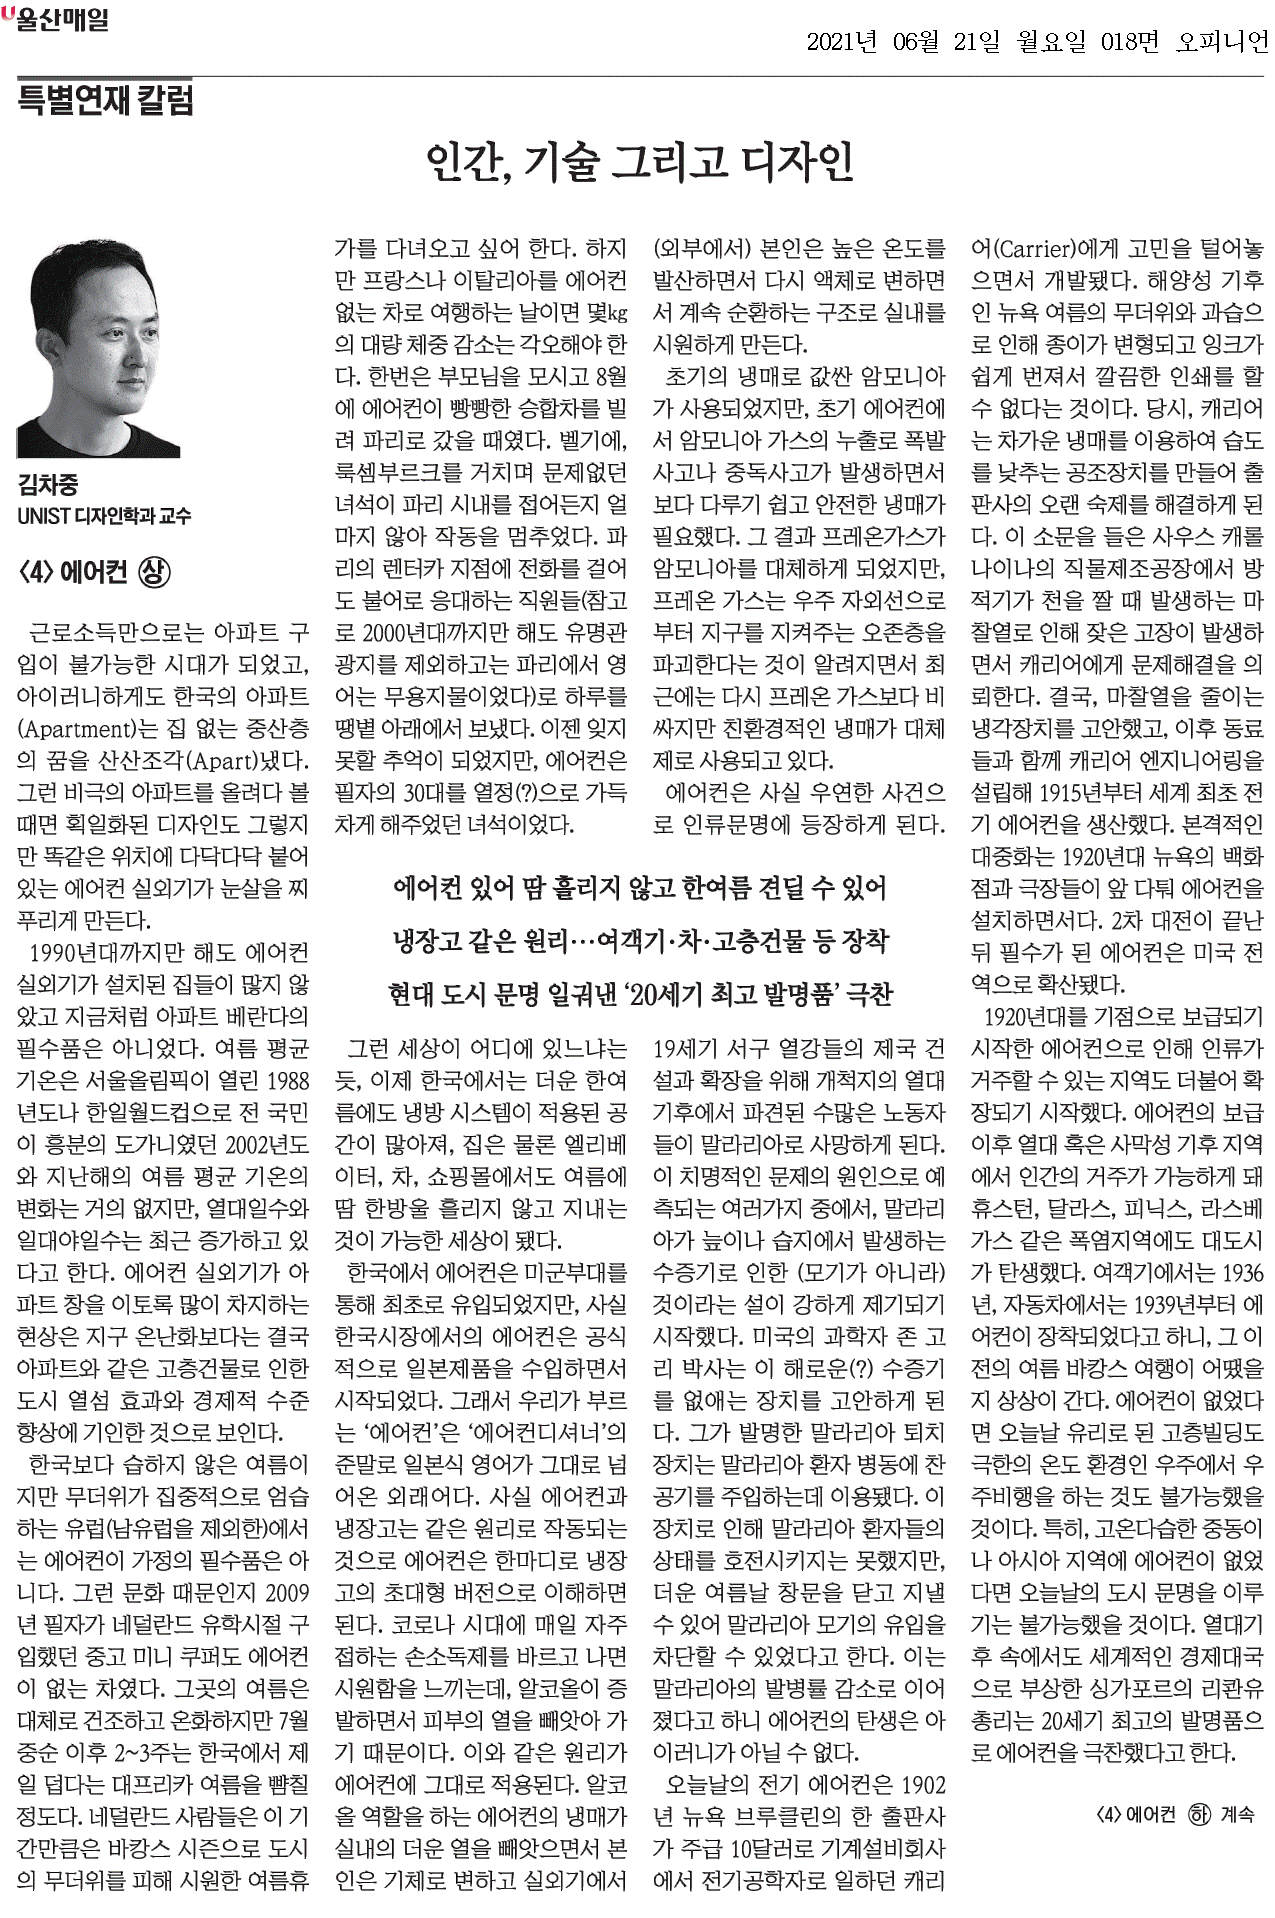 울산매일
2021년 06월 21일 월요일 018면 오피니언
특별연재 칼럼
인간, 기술 그리고 디자인
김차중
UNIST 디자인학과 교수
〈4〉 에어컨 ㊤
근로소득만으로는 아파트 구
입이 불가능한 시대가 되었고,
아이러니하게도 한국의 아파트
(Apartment)는 집 없는 중산층
의 꿈을 산산조각(Apart)냈다.
그런 비극의 아파트를 올려다 볼
때면 획일화된 디자인도 그렇지
만 똑같은 위치에 다닥다닥 붙어
있는 에어컨 실외기가 눈살을 찌
푸리게 만든다.
1990년대까지만 해도 에어컨
실외기가 설치된 집들이 많지 않
았고 지금처럼 아파트 베란다의
필수품은 아니었다. 여름 평균
기온은 서울올림픽이 열린 1988
년도나 한일월드컵으로 전 국민
이 흥분의 도가니였던 2002년도
와 지난해의 여름 평균 기온의
변화는 거의 없지만, 열대일수와
일대야일수는 최근 증가하고 있
다고 한다. 에어컨 실외기가 아
파트 창을 이토록 많이 차지하는
현상은 지구 온난화보다는 결국
아파트와 같은 고층건물로 인한
도시 열섬 효과와 경제적 수준
향상에 기인한 것으로 보인다.
한국보다 습하지 않은 여름이
지만 무더위가 집중적으로 엄습
하는 유럽(남유럽을 제외한)에서
는 에어컨이 가정의 필수품은 아
니다. 그런 문화 때문인지 2009
년 필자가 네덜란드 유학시절 구
입했던 중고 미니 쿠퍼도 에어컨
이 없는 차였다. 그곳의 여름은
대체로 건조하고 온화하지만 7월
중순 이후 2~3주는 한국에서 제
일 덥다는 대프리카 여름을 뺨칠
정도다. 네덜란드 사람들은 이 기
간만큼은 바캉스 시즌으로 도시
의 무더위를 피해 시원한 여름휴
가를 다녀오고 싶어 한다. 하지
만 프랑스나 이탈리아를 에어컨
없는 차로 여행하는 날이면 몇kg
의 대량 체중 감소는 각오해야 한
다. 한번은 부모님을 모시고 8월
에 에어컨이 빵빵한 승합차를 빌
려 파리로 갔을 때였다. 벨기에,
룩셈부르크를 거치며 문제없던
녀석이 파리 시내를 접어든지 얼
마지 않아 작동을 멈추었다. 파
리의 렌터카 지점에 전화를 걸어
도 불어로 응대하는 직원들(참고
로 2000년대까지만 해도 유명관
광지를 제외하고는 파리에서 영
어는 무용지물이었다)로 하루를
땡볕 아래에서 보냈다. 이젠 잊지
못할 추억이 되었지만, 에어컨은
필자의 30대를 열정(?)으로 가득
차게 해주었던 녀석이었다.
에어컨 있어 땀 흘리지 않고 한여름 견딜 수 있어
냉장고 같은 원리…여객기·차·고층건물 등 장착
현대 도시 문명 일궈낸 ‘20세기 최고 발명품’ 극찬
그런 세상이 어디에 있느냐는
듯, 이제 한국에서는 더운 한여
름에도 냉방 시스템이 적용된 공
간이 많아져, 집은 물론 엘리베
이터, 차, 쇼핑몰에서도 여름에
땀 한방울 흘리지 않고 지내는
것이 가능한 세상이 됐다.
한국에서 에어컨은 미군부대를
통해 최초로 유입되었지만, 사실
한국시장에서의 에어컨은 공식
적으로 일본제품을 수입하면서
시작되었다. 그래서 우리가 부르
는 ‘에어컨’은 ‘에어컨디셔너’의
준말로 일본식 영어가 그대로 넘
어온 외래어다. 사실 에어컨과
냉장고는 같은 원리로 작동되는
것으로 에어컨은 한마디로 냉장
고의 초대형 버전으로 이해하면
된다. 코로나 시대에 매일 자주
접하는 손소독제를 바르고 나면
시원함을 느끼는데, 알코올이 증
발하면서 피부의 열을 빼앗아 가
기 때문이다. 이와 같은 원리가
에어컨에 그대로 적용된다. 알코
올 역할을 하는 에어컨의 냉매가
실내의 더운 열을 빼앗으면서 본
인은 기체로 변하고 실외기에서
(외부에서) 본인은 높은 온도를
발산하면서 다시 액체로 변하면
서 계속 순환하는 구조로 실내를
시원하게 만든다.
초기의 냉매로 값싼 암모니아
가 사용되었지만, 초기 에어컨에
서 암모니아 가스의 누출로 폭발
사고나 중독사고가 발생하면서
보다 다루기 쉽고 안전한 냉매가
필요했다. 그 결과 프레온가스가
암모니아를 대체하게 되었지만,
프레온 가스는 우주 자외선으로
부터 지구를 지켜주는 오존층을
파괴한다는 것이 알려지면서 최
근에는 다시 프레온 가스보다 비
싸지만 친환경적인 냉매가 대체
제로 사용되고 있다.
에어컨은 사실 우연한 사건으
로 인류문명에 등장하게 된다.
19세기 서구 열강들의 제국 건
설과 확장을 위해 개척지의 열대
기후에서 파견된 수많은 노동자
들이 말라리아로 사망하게 된다.
이 치명적인 문제의 원인으로 예
측되는 여러가지 중에서, 말라리
아가 늪이나 습지에서 발생하는
수증기로 인한 (모기가 아니라)
것이라는 설이 강하게 제기되기
시작했다. 미국의 과학자 존 고
리 박사는 이 해로운(?) 수증기
를 없애는 장치를 고안하게 된
다. 그가 발명한 말라리아 퇴치
장치는 말라리아 환자 병동에 찬
공기를 주입하는데 이용됐다. 이
장치로 인해 말라리아 환자들의
상태를 호전시키지는 못했지만,
더운 여름날 창문을 닫고 지낼
수 있어 말라리아 모기의 유입을
차단할 수 있었다고 한다. 이는
말라리아의 발병률 감소로 이어
졌다고 하니 에어컨의 탄생은 아
이러니가 아닐 수 없다.
오늘날의 전기 에어컨은 1902
년 뉴욕 브루클린의 한 출판사
가 주급 10달러로 기계설비회사
에서 전기공학자로 일하던 캐리
어(Carrier)에게 고민을 털어놓
으면서 개발됐다. 해양성 기후
인 뉴욕 여름의 무더위와 과습으
로 인해 종이가 변형되고 잉크가
쉽게 번져서 깔끔한 인쇄를 할
수 없다는 것이다. 당시, 캐리어
는 차가운 냉매를 이용하여 습도
를 낮추는 공조장치를 만들어 출
판사의 오랜 숙제를 해결하게 된
다. 이 소문을 들은 사우스 캐롤
나이나의 직물제조공장에서 방
적기가 천을 짤 때 발생하는 마
찰열로 인해 잦은 고장이 발생하
면서 캐리어에게 문제해결을 의
뢰한다. 결국, 마찰열을 줄이는
냉각장치를 고안했고, 이후 동료
들과 함께 캐리어 엔지니어링을
설립해 1915년부터 세계 최초 전
기 에어컨을 생산했다. 본격적인
대중화는 1920년대 뉴욕의 백화
점과 극장들이 앞 다퉈 에어컨을
설치하면서다. 2차 대전이 끝난
뒤 필수가 된 에어컨은 미국 전
역으로 확산됐다.
1920년대를 기점으로 보급되기
시작한 에어컨으로 인해 인류가
거주할 수 있는 지역도 더불어 확
장되기 시작했다. 에어컨의 보급
이후 열대 혹은 사막성 기후 지역
에서 인간의 거주가 가능하게 돼
휴스턴, 달라스, 피닉스, 라스베
가스 같은 폭염지역에도 대도시
가 탄생했다. 여객기에서는 1936
년, 자동차에서는 1939년부터 에
어컨이 장착되었다고 하니, 그 이
전의 여름 바캉스 여행이 어땠을
지 상상이 간다. 에어컨이 없었다
면 오늘날 유리로 된 고층빌딩도
극한의 온도 환경인 우주에서 우
주비행을 하는 것도 불가능했을
것이다. 특히, 고온다습한 중동이
나 아시아 지역에 에어컨이 없었
다면 오늘날의 도시 문명을 이루
기는 불가능했을 것이다. 열대기
후 속에서도 세계적인 경제대국
으로 부상한 싱가포르의 리콴유
총리는 20세기 최고의 발명품으
로 에어컨을 극찬했다고 한다.
〈4〉 에어컨 ㊦ 계속